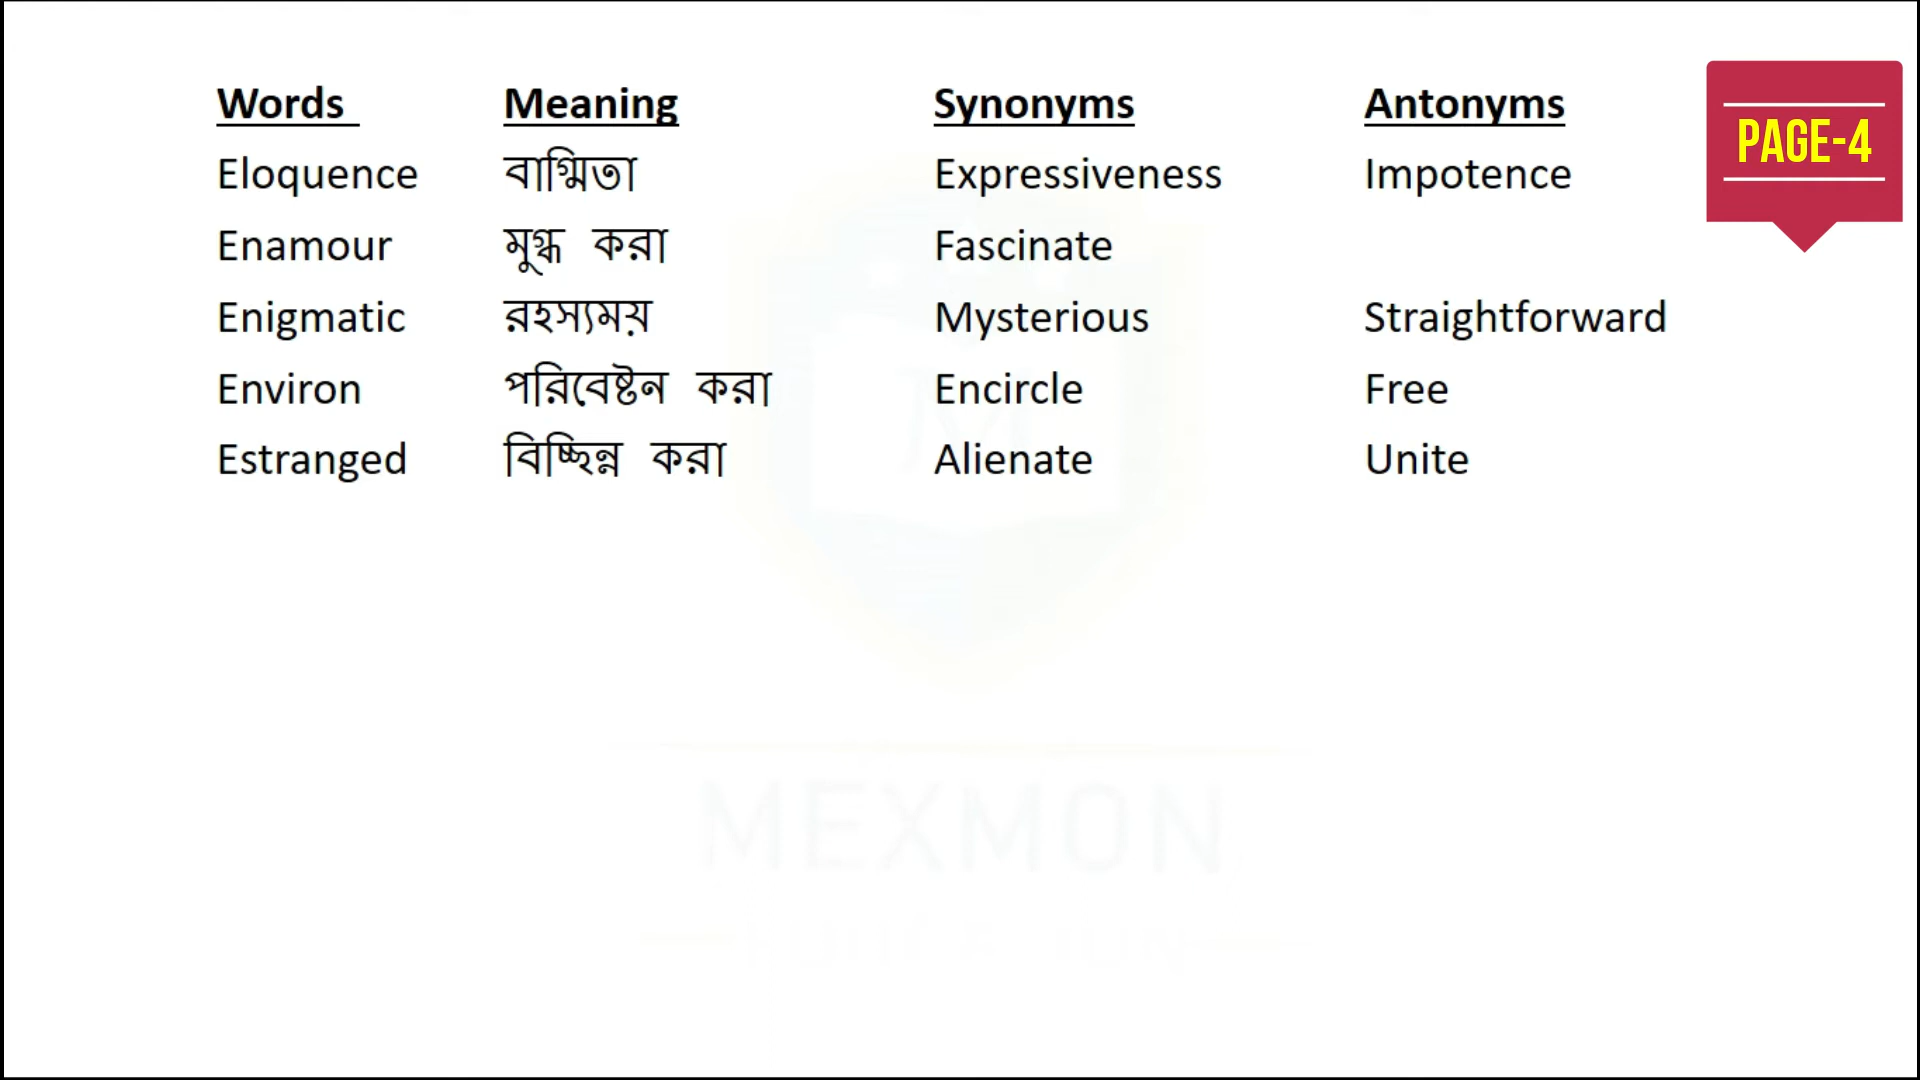 Words Meaning Synonyms Antonyms
PAGE-4
Eloquence বাগ্মিতা Expressiveness Impotence
Enamour মুগ্ধ করা Fascinate
Enigmatic রহস্যময় Mysterious Straightforward
Environ পরিবেষ্টন করা Encircle Free
Estranged বিচ্ছিন্ন করা Alienate Unite
MEXMON